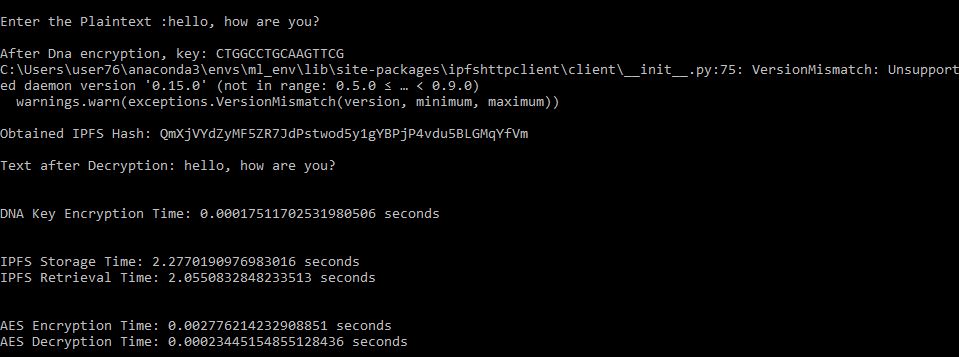 Enter the Plaintext :hello, how are you?
After Dna encryption, key: CTGGCCTGCAAGTTCG
C:\Users\user76\anaconda3\envs\ml_env\lib\site-packages\ipfshttpclient\client\__init__.py:75: VersionMismatch: Unsupport
ed daemon version '0.15.0' (not in range: 0.5.0 ≤ … < 0.9.0)
  warnings.warn(exceptions.VersionMismatch(version, minimum, maximum))
Obtained IPFS Hash: QmXjVYdZyMF5ZR7JdPstwod5y1gYBPjP4vdu5BLGMqYfVm
Text after Decryption: hello, how are you?
DNA Key Encryption Time: 0.00017511702531980506 seconds
IPFS Storage Time: 2.2770190976983016 seconds
IPFS Retrieval Time: 2.0550832848233513 seconds
AES Encryption Time: 0.002776214232908851 seconds
AES Decryption Time: 0.00023445154855128436 seconds